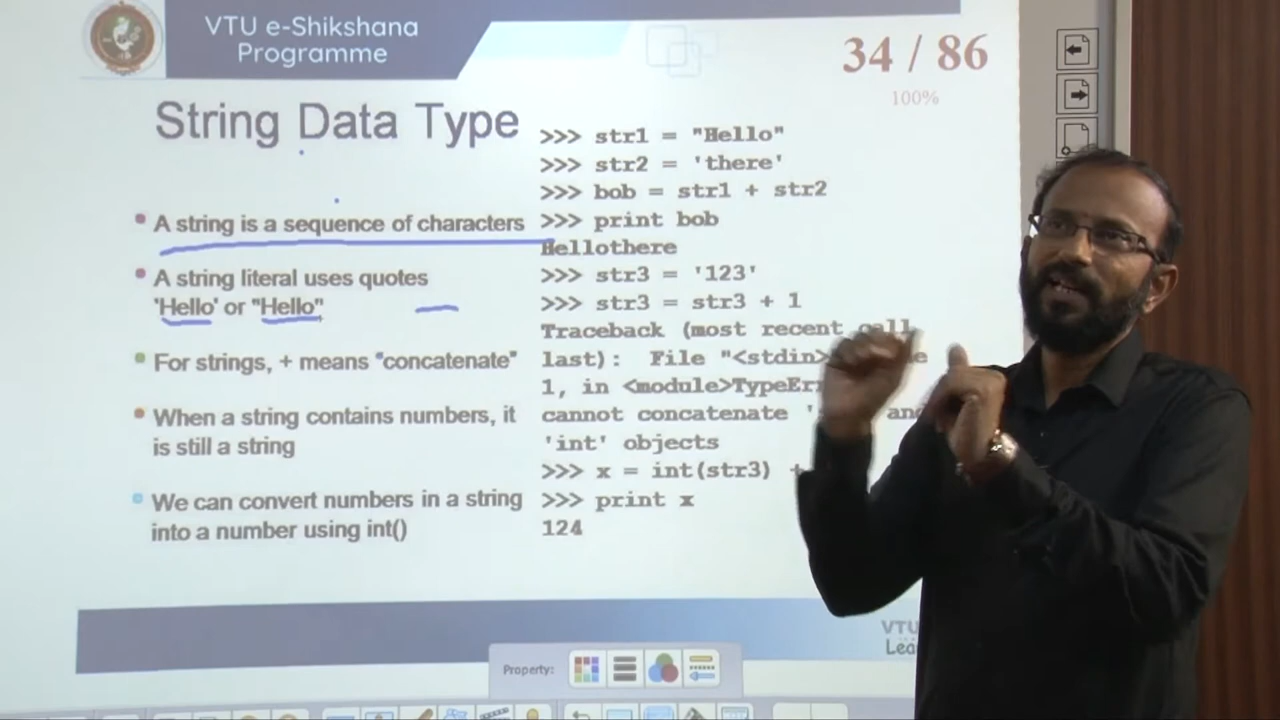 VTU e-Shikshana
Programme
34 / 86
100%
String Data Type
A string is a sequence of characters
A string literal uses quotes
'Hello' or "Hello"
For strings, + means "concatenate"
When a string contains numbers, it
is still a string
We can convert numbers in a string
into a number using int()
>>> str1 = "Hello"
>>> str2 = 'there'
>>> bob = str1 + str2
>>> print bob
Hellothere
>>> str3 = '123'
>>> str3 = str3 + 1
Traceback (most recent call
last): File "<stdin>
1, in <module>TypeErr
cannot concatenate ' and
'int' objects
>>> x = int(str3) +
>>> print x
124
VTU
Lea
Property: